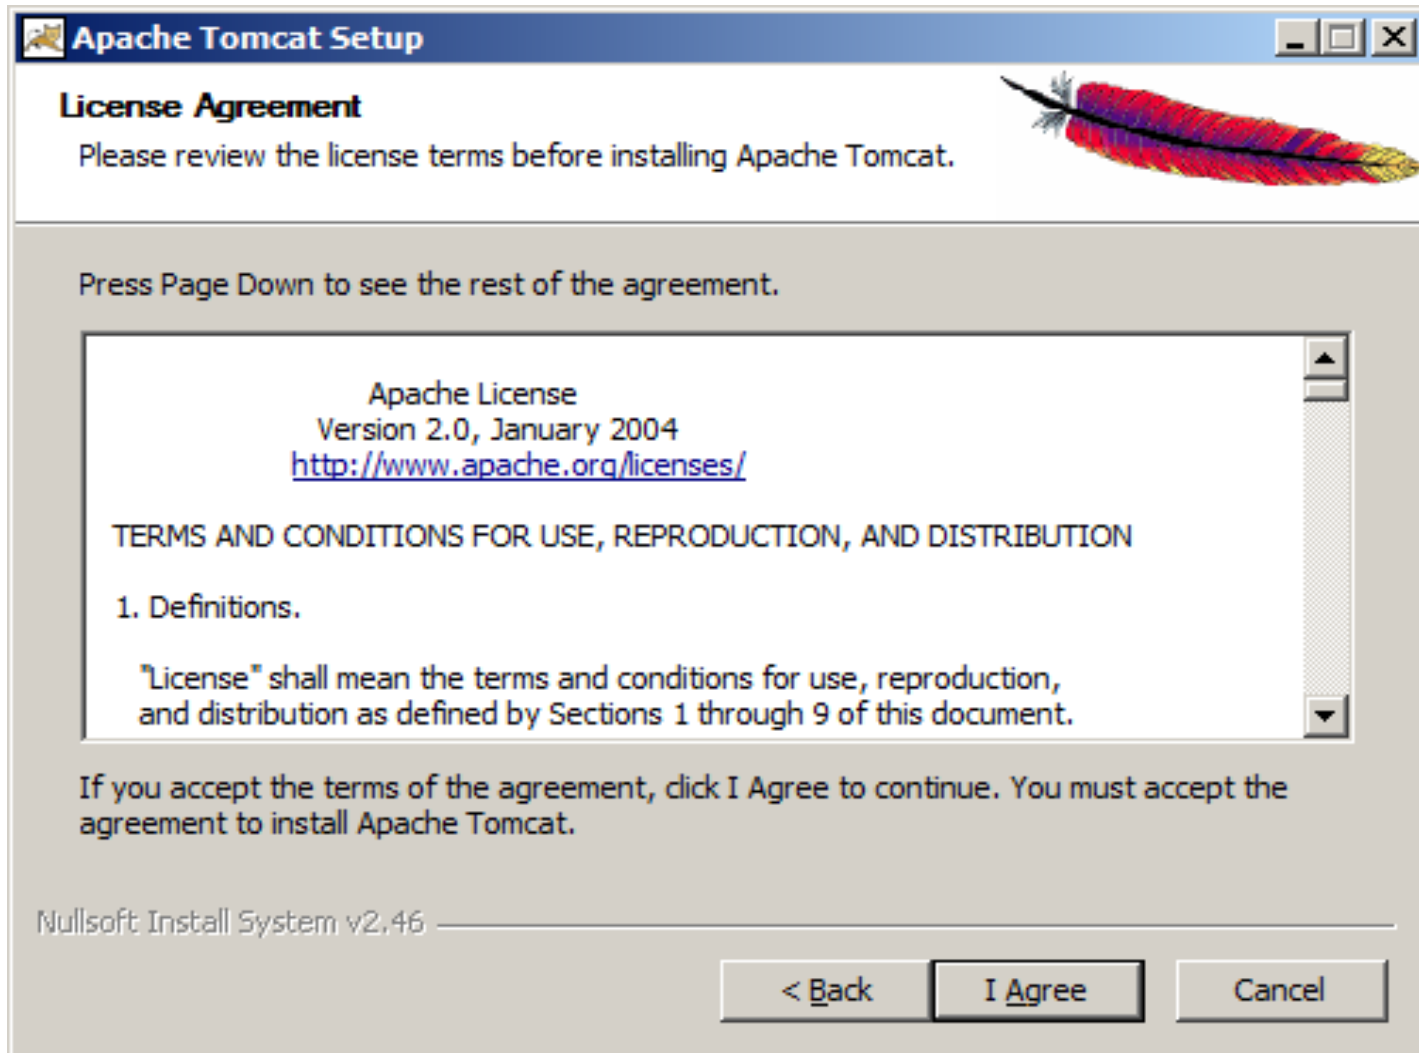 Apache Tomcat Setup
License Agreement
Please review the license terms before installing Apache Tomcat.
Press Page Down to see the rest of the agreement.
Apache License
Version 2.0, January 2004
http://www.apache.org/licenses/
TERMS AND CONDITIONS FOR USE, REPRODUCTION, AND DISTRIBUTION
1. Definitions.
"License" shall mean the terms and conditions for use, reproduction,
and distribution as defined by Sections 1 through 9 of this document.
If you accept the terms of the agreement, click I Agree to continue. You must accept the
agreement to install Apache Tomcat.
Nullsoft Install System v2.46
< Back I Agree Cancel